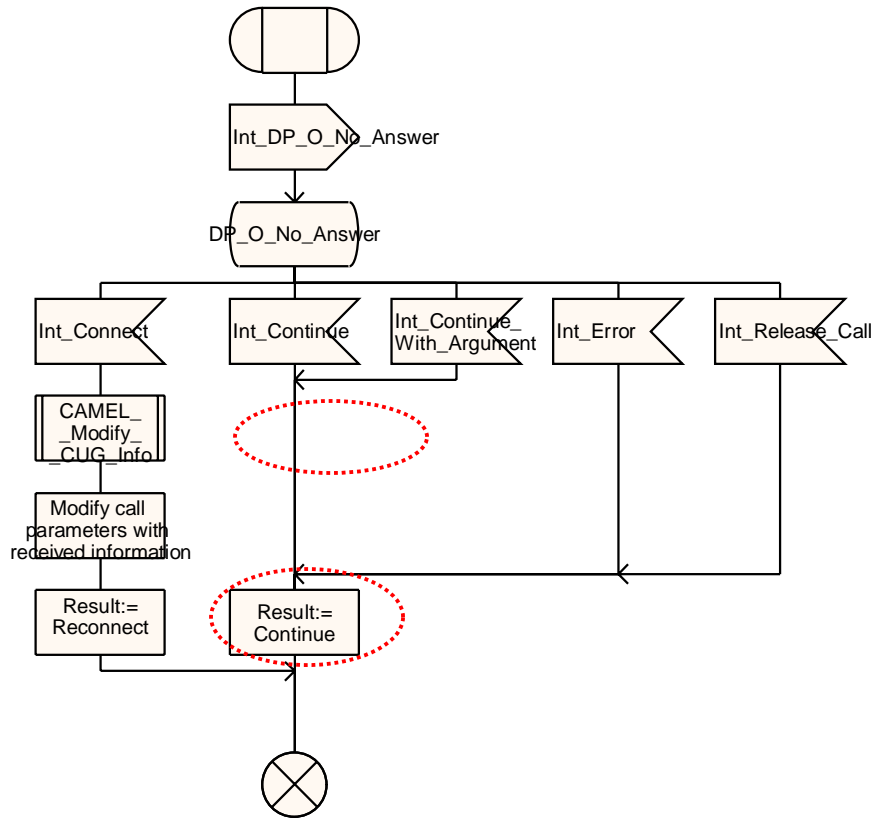 Int_DP_O_No_Answer
DP_O_No_Answer
Int_Connect
Int_Continue
Int_Continue_
With_Argument
Int_Error
Int_Release_Call
CAMEL_
_Modify_
_CUG_Info
Modify call
parameters with
received information
Result:=
Reconnect
Result:=
Continue